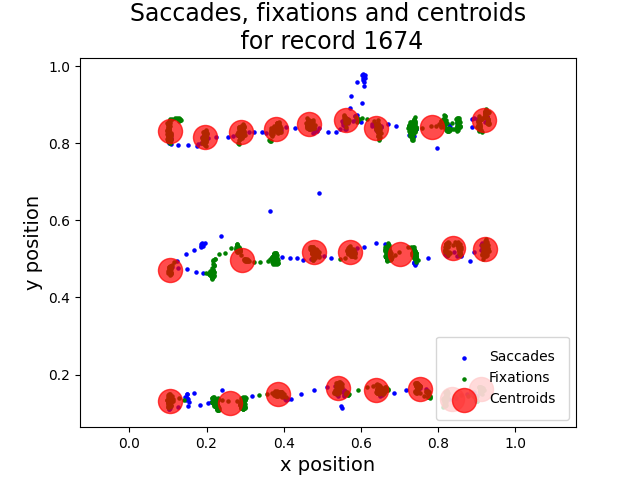 Saccades, fixations and centroids
for record 1674
1.0
0.8
0.6
0.4
0.2
y position
Saccades
Fixations
Centroids
0.0 0.2 0.4 0.6 0.8 1.0
x position